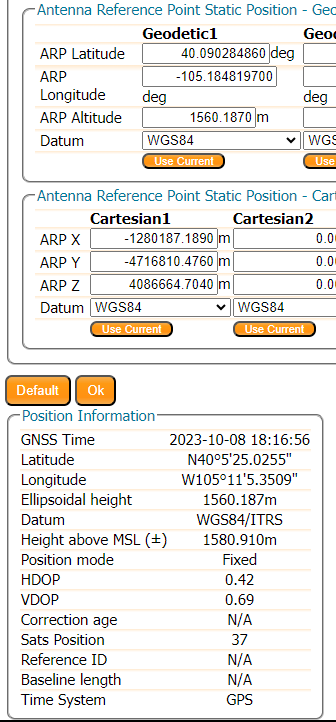 Antenna Reference Point Static Position - Geo
Geodetic1 Geod
ARP Latitude 40.090284860 deg
ARP Longitude -105.184819700 deg
ARP Altitude 1560.1870 m
Datum WGS84 WGS
Use Current Use
Antenna Reference Point Static Position - Cart
Cartesian1 Cartesian2
ARP X -1280187.1890 m 0.0
ARP Y -4716810.4760 m 0.0
ARP Z 4086664.7040 m 0.0
Datum WGS84 WGS84
Use Current Use Current
Default Ok
Position Information
GNSS Time 2023-10-08 18:16:56
Latitude N40°5'25.0255"
Longitude W105°11'5.3509"
Ellipsoidal height 1560.187m
Datum WGS84/ITRS
Height above MSL (±) 1580.910m
Position mode Fixed
HDOP 0.42
VDOP 0.69
Correction age N/A
Sats Position 37
Reference ID N/A
Baseline length N/A
Time System GPS